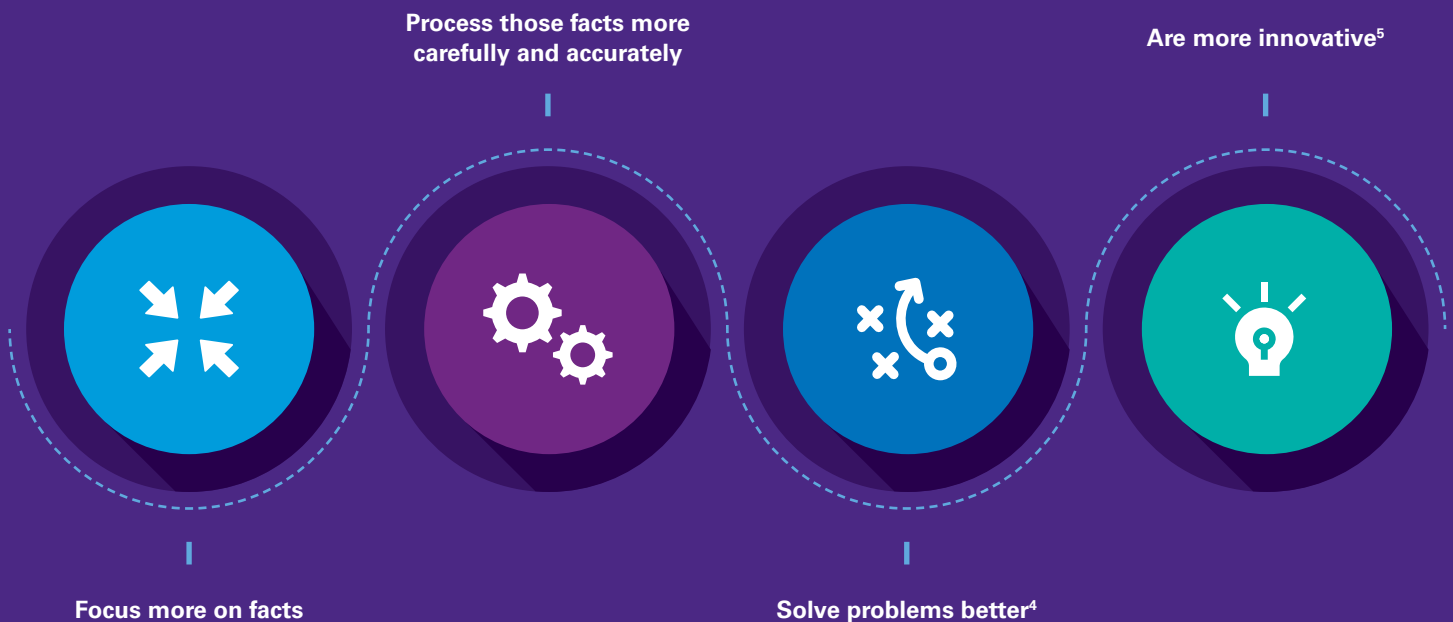 Focus more on facts
Process those facts more
carefully and accurately
Solve problems better⁴
Are more innovative⁵